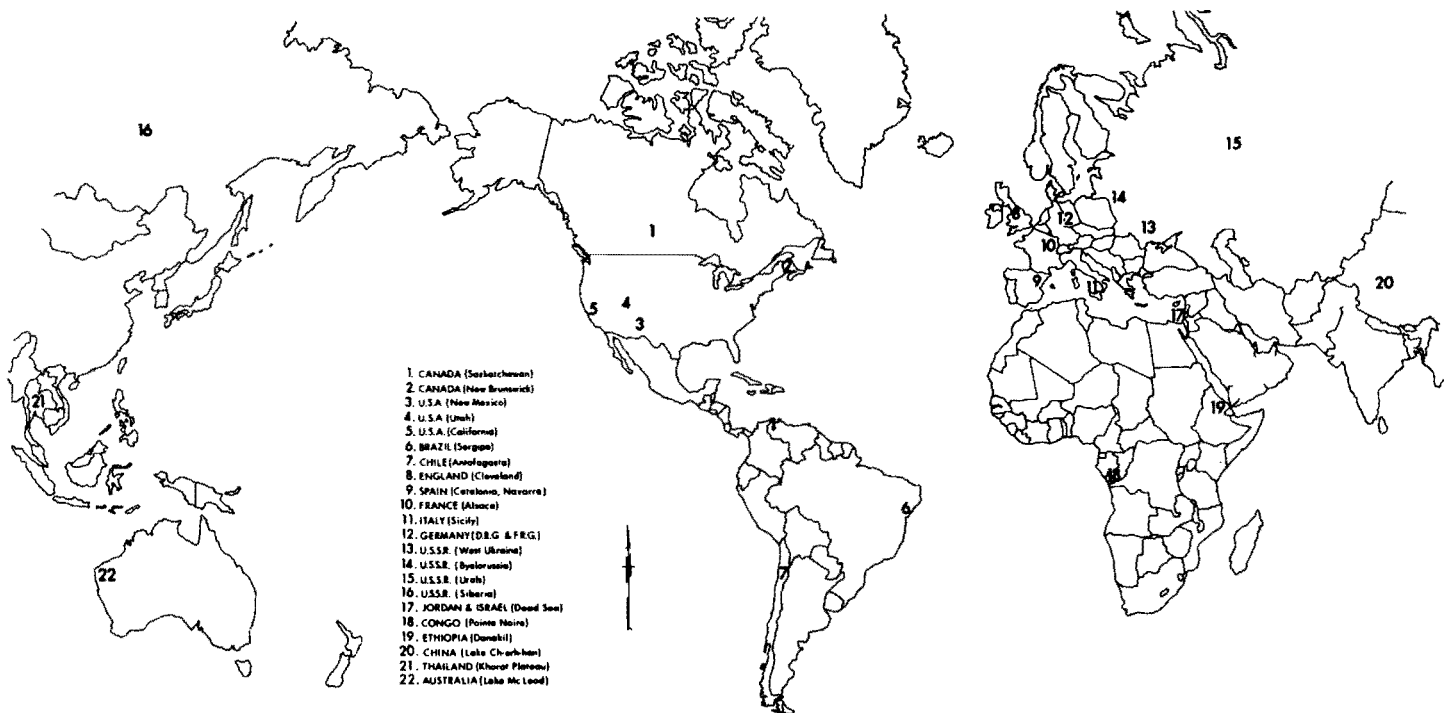 16
15
14
8
12
1
13
10
20
2
9
11
5
4
3
17
21
19
18
6
22
7
1. CANADA (Saskatchewan)
2. CANADA (New Brunswick)
3. U.S.A (New Mexico)
4. U.S.A (Utah)
5. U.S.A. (California)
6. BRAZIL (Sergipe)
7. CHILE (Antofagasta)
8. ENGLAND (Cleveland)
9. SPAIN (Catalonia, Navarra)
10. FRANCE (Alsace)
11. ITALY (Sicily)
12. GERMANY (D.R.G. & F.R.G.)
13. U.S.S.R. (West Ukraine)
14. U.S.S.R. (Byelorussia)
15. U.S.S.R. (Urals)
16. U.S.S.R. (Siberia)
17. JORDAN & ISRAEL (Dead Sea)
18. CONGO (Pointe Noire)
19. ETHIOPIA (Danakil)
20. CHINA (Lake Ch-erh-han)
21. THAILAND (Khorat Plateau)
22. AUSTRALIA (Lake Mc Leod)